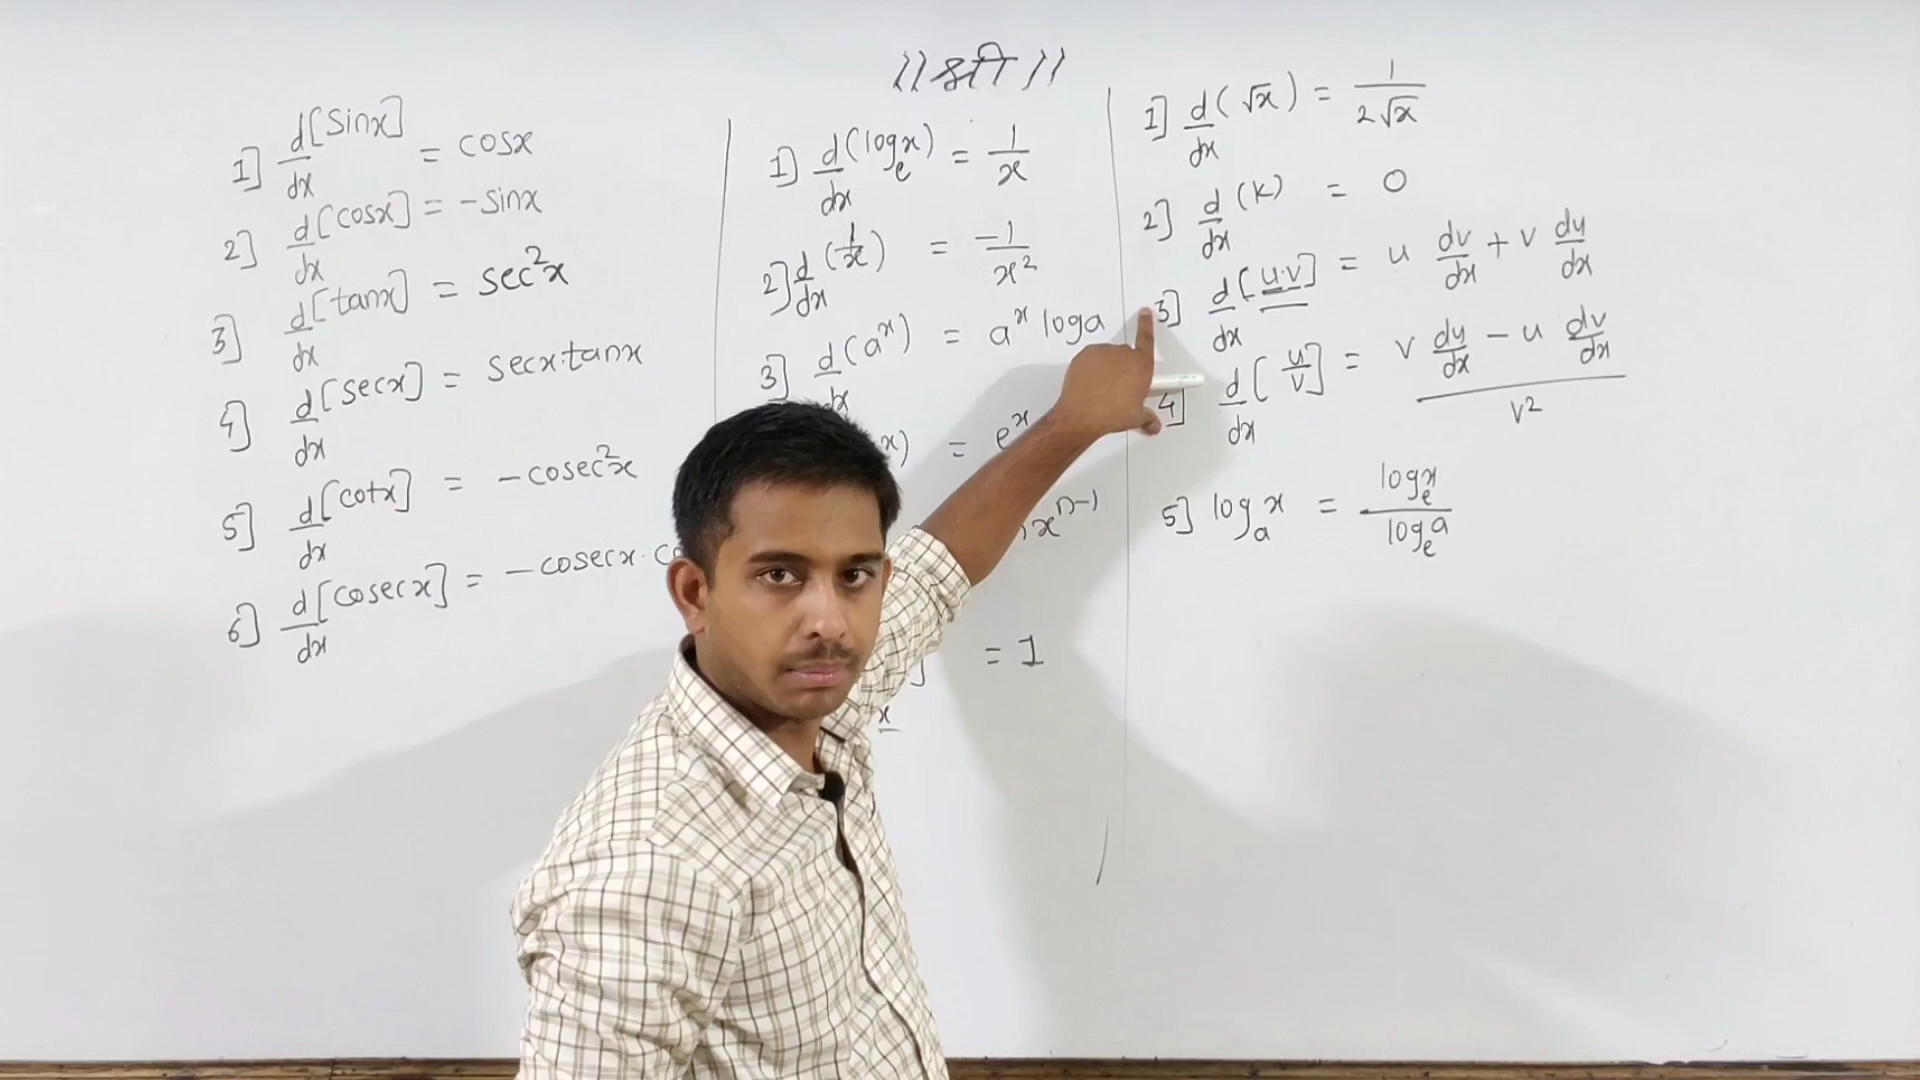 ॥ श्री ॥
1] d/dx [sinx] = cosx
2] d/dx [cosx] = -sinx
3] d/dx [tanx] = sec²x
4] d/dx [secx] = secxtanx
5] d/dx [cotx] = -cosec²x
6] d/dx [cosecx] = -cosecx·
1) d/dx (logₑx) = 1/x
2) d/dx (1/x) = -1/x²
3] d/dx (aˣ) = aˣ loga
x) = eˣ
xⁿ⁻¹
= 1
x
1] d/dx (√x) = 1/2√x
2] d/dx (k) = 0
3] d/dx [u·v] = u dv/dx + v du/dx
4] d/dx [u/v] = v du/dx - u dv/dx / v²
5] logₐx = logₑx / logₑa